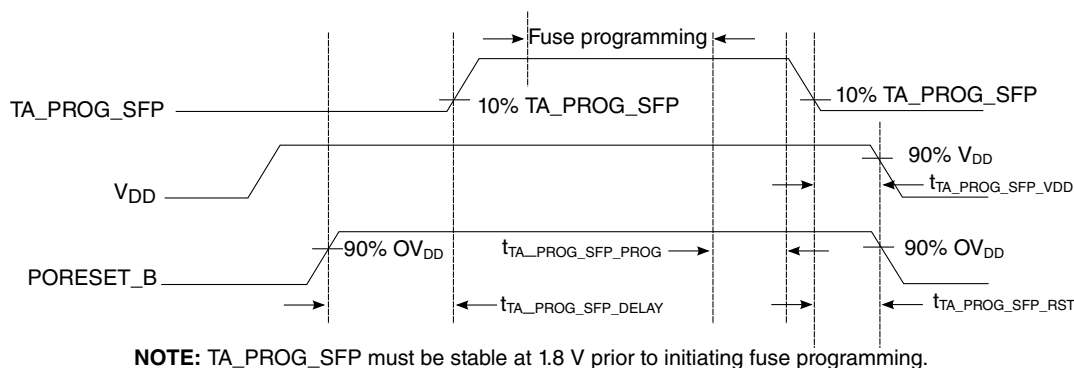 Fuse programming
TA_PROG_SFP
10% TA_PROG_SFP
10% TA_PROG_SFP
VDD
90% VDD
tTA_PROG_SFP_VDD
PORESET_B
90% OVDD
tTA_PROG_SFP_PROG
90% OVDD
tTA_PROG_SFP_DELAY
tTA_PROG_SFP_RST
NOTE: TA_PROG_SFP must be stable at 1.8 V prior to initiating fuse programming.